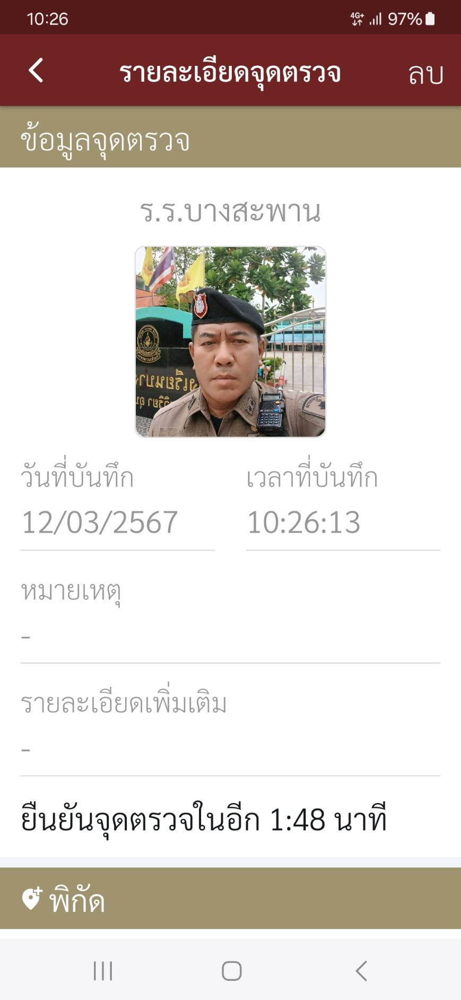 10:26
4G+ 97%
รายละเอียดจุดตรวจ
ลบ
ข้อมูลจุดตรวจ
ร.ร.บางสะพาน
วันที่บันทึก
เวลาที่บันทึก
12/03/2567
10:26:13
หมายเหตุ
-
รายละเอียดเพิ่มเติม
-
ยืนยันจุดตรวจในอีก 1:48 นาที
พิกัด